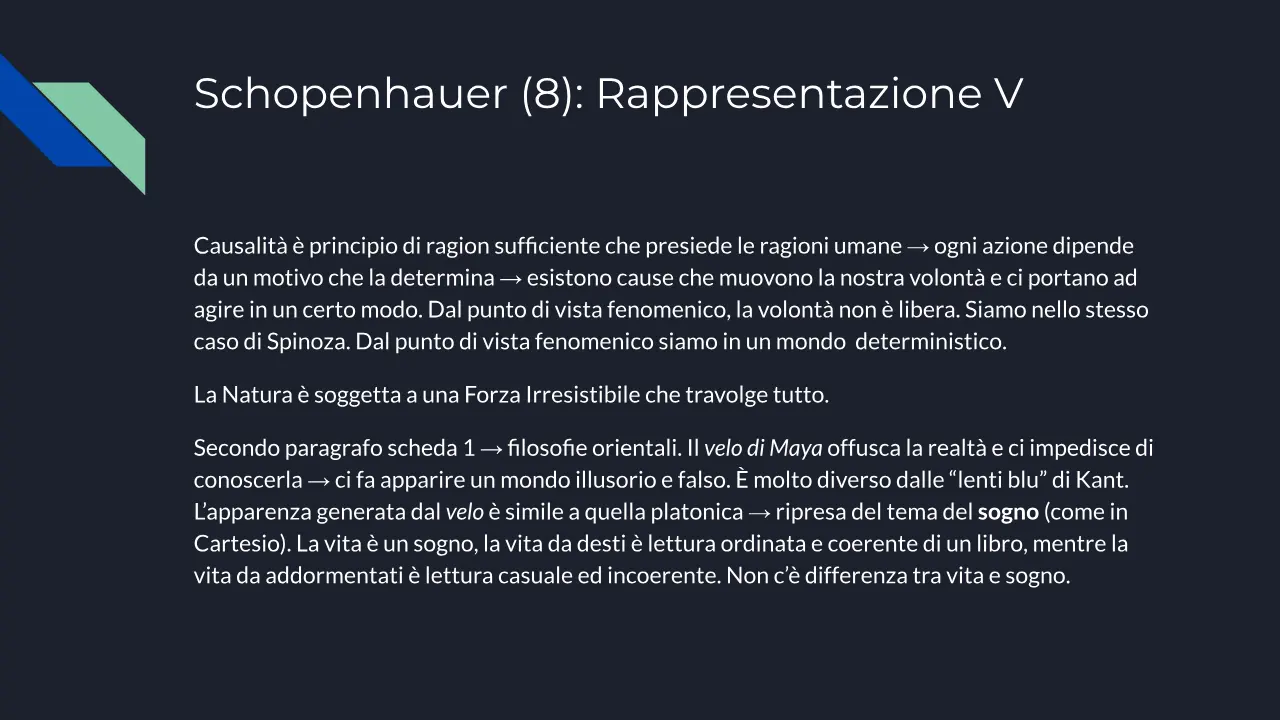 Schopenhauer (8): Rappresentazione V
Causalità è principio di ragion sufficiente che presiede le ragioni umane → ogni azione dipende
da un motivo che la determina → esistono cause che muovono la nostra volontà e ci portano ad
agire in un certo modo. Dal punto di vista fenomenico, la volontà non è libera. Siamo nello stesso
caso di Spinoza. Dal punto di vista fenomenico siamo in un mondo  deterministico.
La Natura è soggetta a una Forza Irresistibile che travolge tutto.
Secondo paragrafo scheda 1 → filosofie orientali. Il velo di Maya offusca la realtà e ci impedisce di
conoscerla → ci fa apparire un mondo illusorio e falso. È molto diverso dalle “lenti blu” di Kant.
L’apparenza generata dal velo è simile a quella platonica → ripresa del tema del sogno (come in
Cartesio). La vita è un sogno, la vita da desti è lettura ordinata e coerente di un libro, mentre la
vita da addormentati è lettura casuale ed incoerente. Non c’è differenza tra vita e sogno.